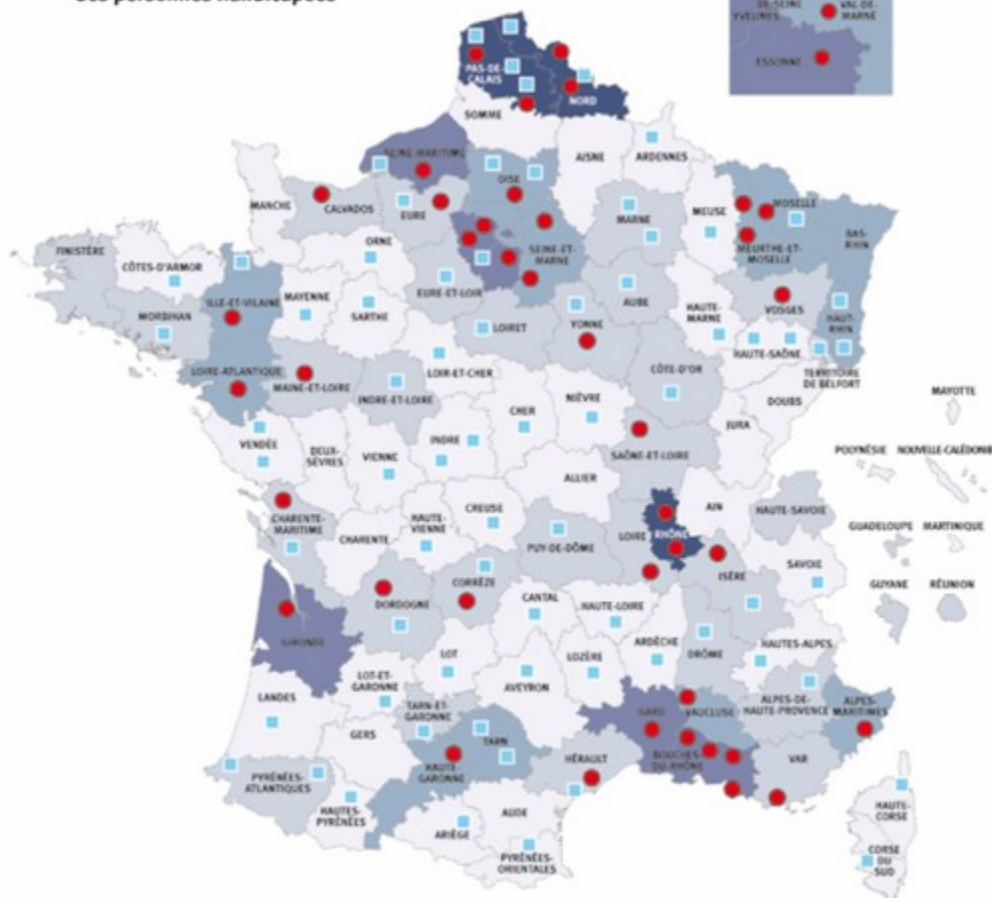 des personnes handicapées
DE-SEINE
YVELINES
VAL-DE-
MARNE
ESSONNE
PAS-DE-
CALAIS
NORD
SOMME
SEINE-MARITIME
AISNE
ARDENNES
OISE
MANCHE
CALVADOS
EURE
MARNE
MEUSE
MOSELLE
BAS-
RHIN
MEURTHE-ET-
MOSELLE
FINISTÈRE
CÔTES-D'ARMOR
ORNE
SEINE-ET-
MARNE
ILLE-ET-VILAINE
MAYENNE
EURE-ET-LOIR
AUBE
HAUTE-
MARNE
VOSGES
MORBIHAN
SARTHE
LOIRET
YONNE
HAUT-
RHIN
HAUTE-SAÔNE
LOIRE-ATLANTIQUE
MAINE-ET-LOIRE
LOIR-ET-CHER
CÔTE-D'OR
TERRITOIRE
DE BELFORT
INDRE-ET-LOIRE
CHER
NIÈVRE
DOUBS
MAYOTTE
VENDÉE
DEUX-
SÈVRES
VIENNE
INDRE
JURA
SAÔNE-ET-LOIRE
POLYNÉSIE
NOUVELLE-CALÉDONIE
ALLIER
CHARENTE-
MARITIME
CHARENTE
HAUTE-
VIENNE
CREUSE
PUY-DE-DÔME
LOIRE
RHÔNE
AIN
HAUTE-SAVOIE
GUADELOUPE
MARTINIQUE
SAVOIE
ISÈRE
GUYANE
RÉUNION
DORDOGNE
CORRÈZE
CANTAL
HAUTE-LOIRE
GIRONDE
LOT
ARDÈCHE
DRÔME
HAUTES-ALPES
LOT-ET-
GARONNE
AVEYRON
LOZÈRE
LANDES
TARN-ET-
GARONNE
GARD
VAUCLUSE
ALPES-DE-
HAUTE-PROVENCE
ALPES-
MARITIMES
GERS
TARN
HAUTE-
GARONNE
HÉRAULT
BOUCHES-
DU-RHÔNE
VAR
PYRÉNÉES-
ATLANTIQUES
HAUTES-
PYRÉNÉES
ARIÈGE
AUDE
PYRÉNÉES-
ORIENTALES
HAUTE-
CORSE
CORSE
DU
SUD